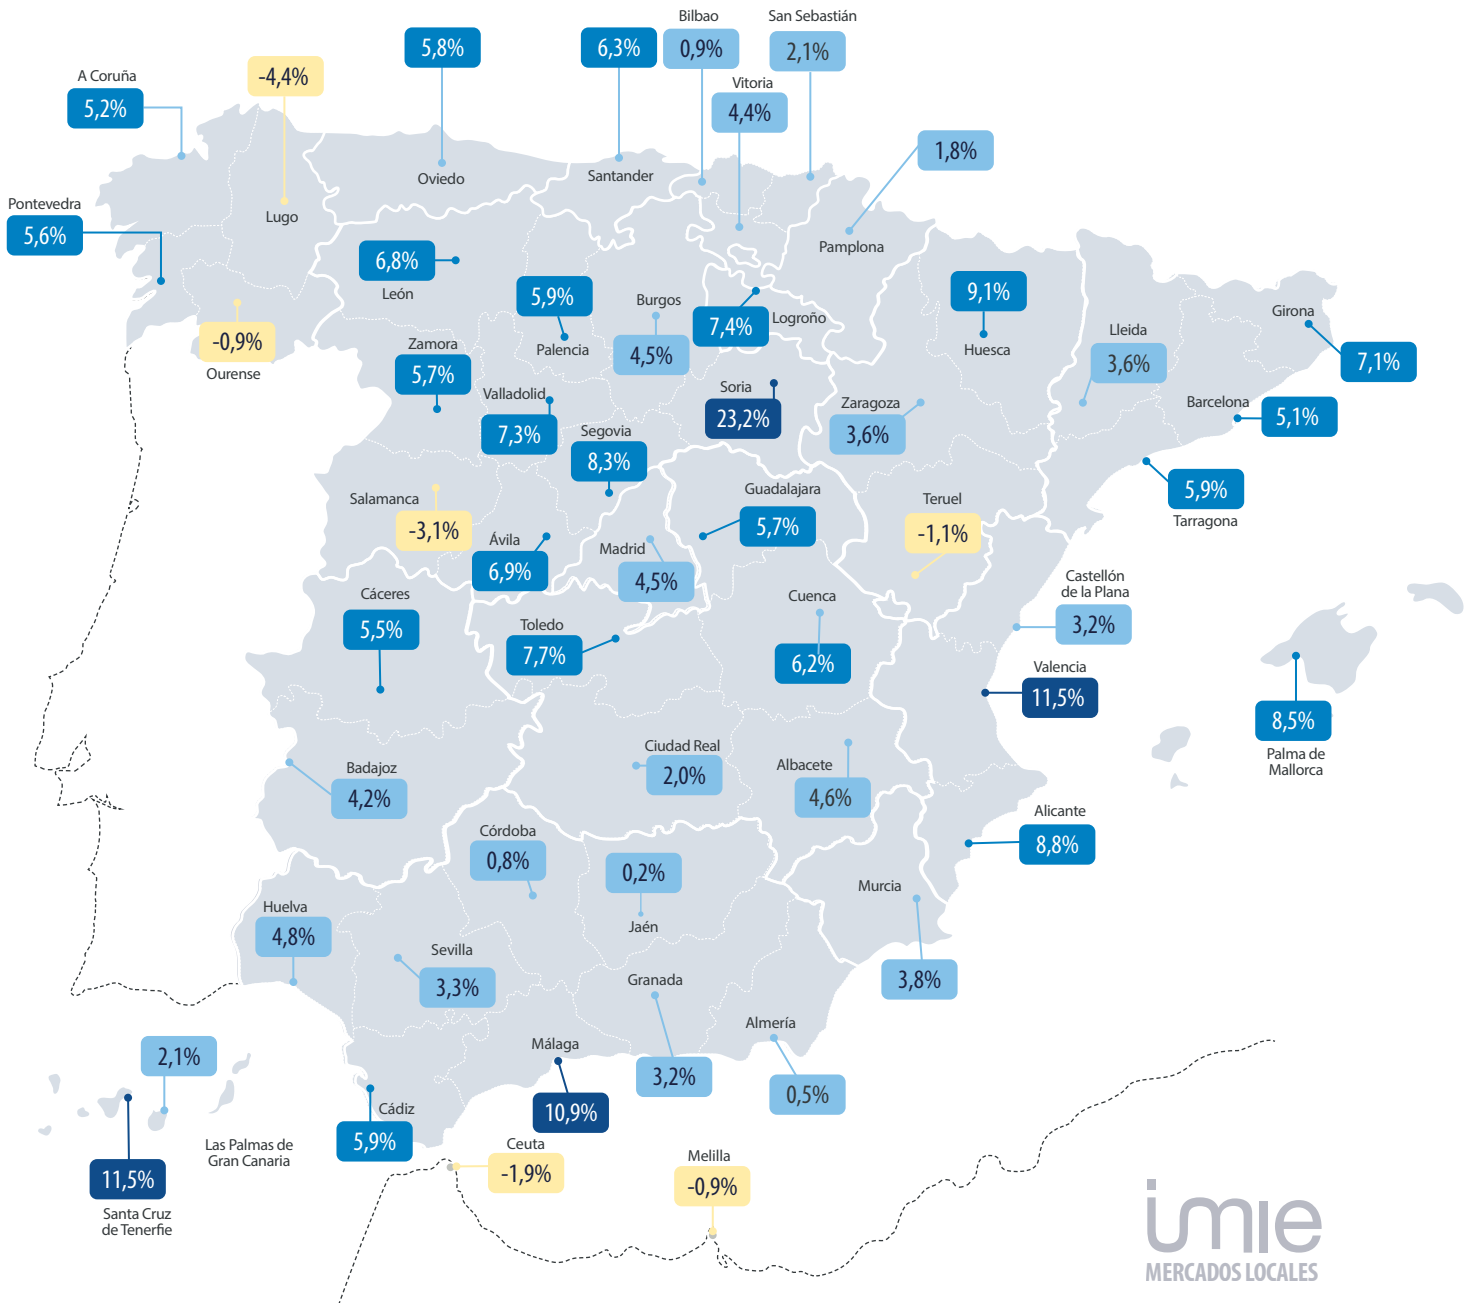 Bilbao
0,9%
San Sebastián
2,1%
5,8%
6,3%
-4,4%
A Coruña
5,2%
Vitoria
4,4%
1,8%
Oviedo
Santander
Lugo
Pontevedra
5,6%
Pamplona
6,8%
León
5,9%
Palencia
Burgos
4,5%
7,4%
Logroño
9,1%
Huesca
Lleida
3,6%
Girona
7,1%
-0,9%
Ourense
Zamora
5,7%
Valladolid
7,3%
Soria
23,2%
Zaragoza
3,6%
Barcelona
5,1%
Segovia
8,3%
5,9%
Tarragona
Salamanca
-3,1%
Guadalajara
5,7%
Teruel
-1,1%
Ávila
6,9%
Madrid
4,5%
Castellón
de la Plana
3,2%
Cáceres
5,5%
Toledo
7,7%
Cuenca
6,2%
Valencia
11,5%
8,5%
Palma de
Mallorca
Badajoz
4,2%
Ciudad Real
2,0%
Albacete
4,6%
Alicante
8,8%
Córdoba
0,8%
0,2%
Jaén
Murcia
3,8%
Huelva
4,8%
Sevilla
3,3%
Granada
3,2%
Almería
0,5%
Málaga
10,9%
2,1%
Las Palmas de
Gran Canaria
Cádiz
5,9%
11,5%
Santa Cruz
de Tenerfie
Ceuta
-1,9%
Melilla
-0,9%
imie
MERCADOS LOCALES